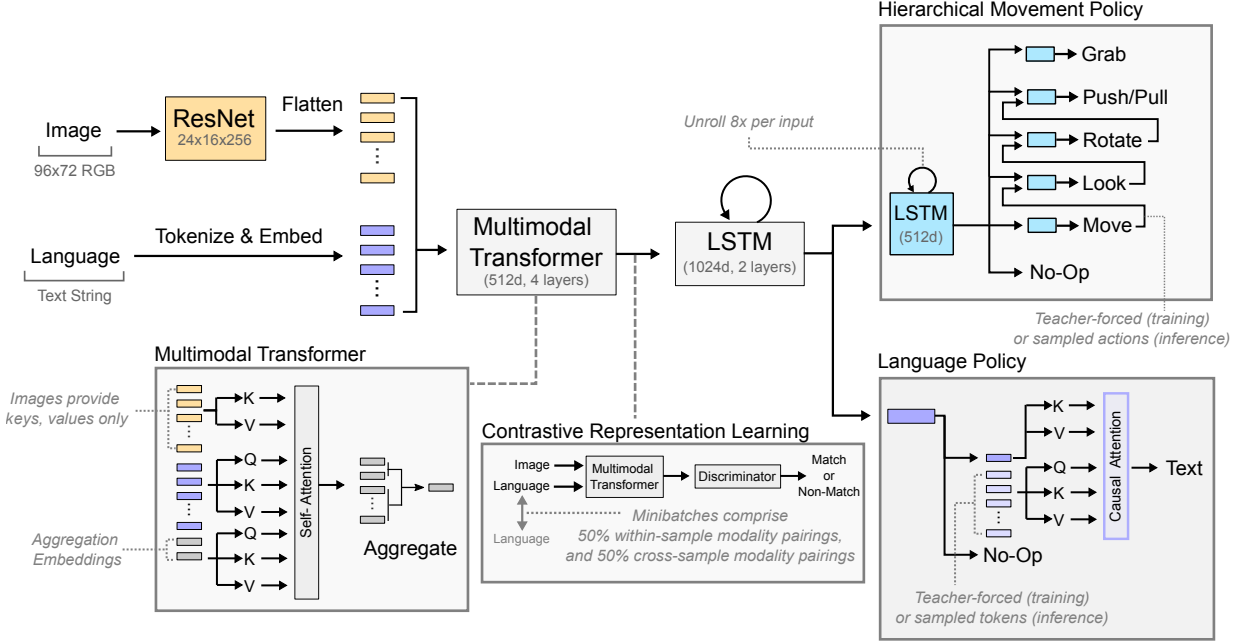 Hierarchical Movement Policy
Image
96x72 RGB
ResNet
24x16x256
Flatten
Language
Text String
Tokenize & Embed
Multimodal
Transformer
(512d, 4 layers)
LSTM
(1024d, 2 layers)
Unroll 8x per input
LSTM
(512d)
Grab
Push/Pull
Rotate
Look
Move
No-Op
Teacher-forced (training)
or sampled actions (inference)
Multimodal Transformer
Images provide
keys, values only
Aggregation
Embeddings
K
V
Q
K
V
Q
K
V
Self- Attention
Aggregate
Contrastive Representation Learning
Image
Language
Language
Multimodal
Transformer
Discriminator
Match
or
Non-Match
Minibatches comprise
50% within-sample modality pairings,
and 50% cross-sample modality pairings
Language Policy
K
V
Q
K
V
Causal Attention
Text
No-Op
Teacher-forced (training)
or sampled tokens (inference)